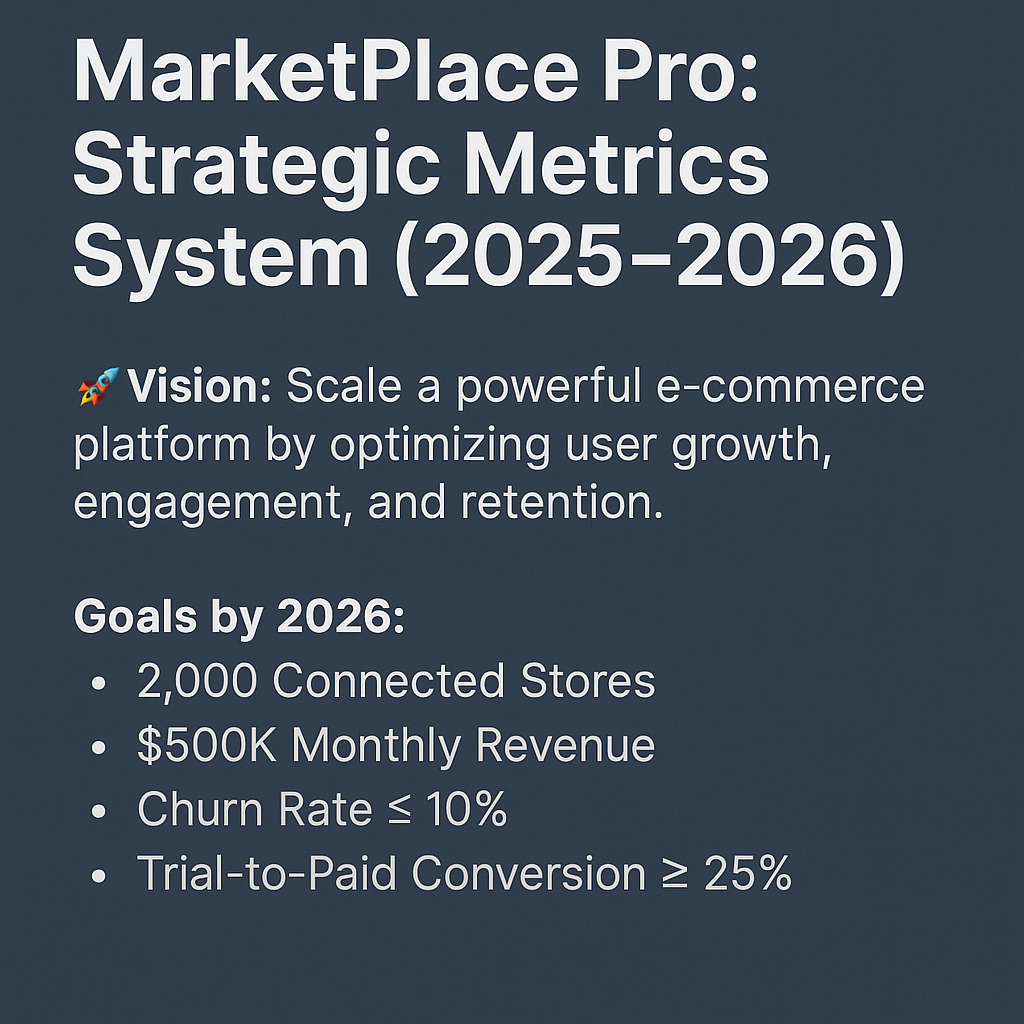 MarketPlace Pro:
Strategic Metrics
System (2025–2026)
🚀 Vision: Scale a powerful e-commerce
platform by optimizing user growth,
engagement, and retention.
Goals by 2026:
• 2,000 Connected Stores
• $500K Monthly Revenue
• Churn Rate ≤ 10%
• Trial-to-Paid Conversion ≥ 25%